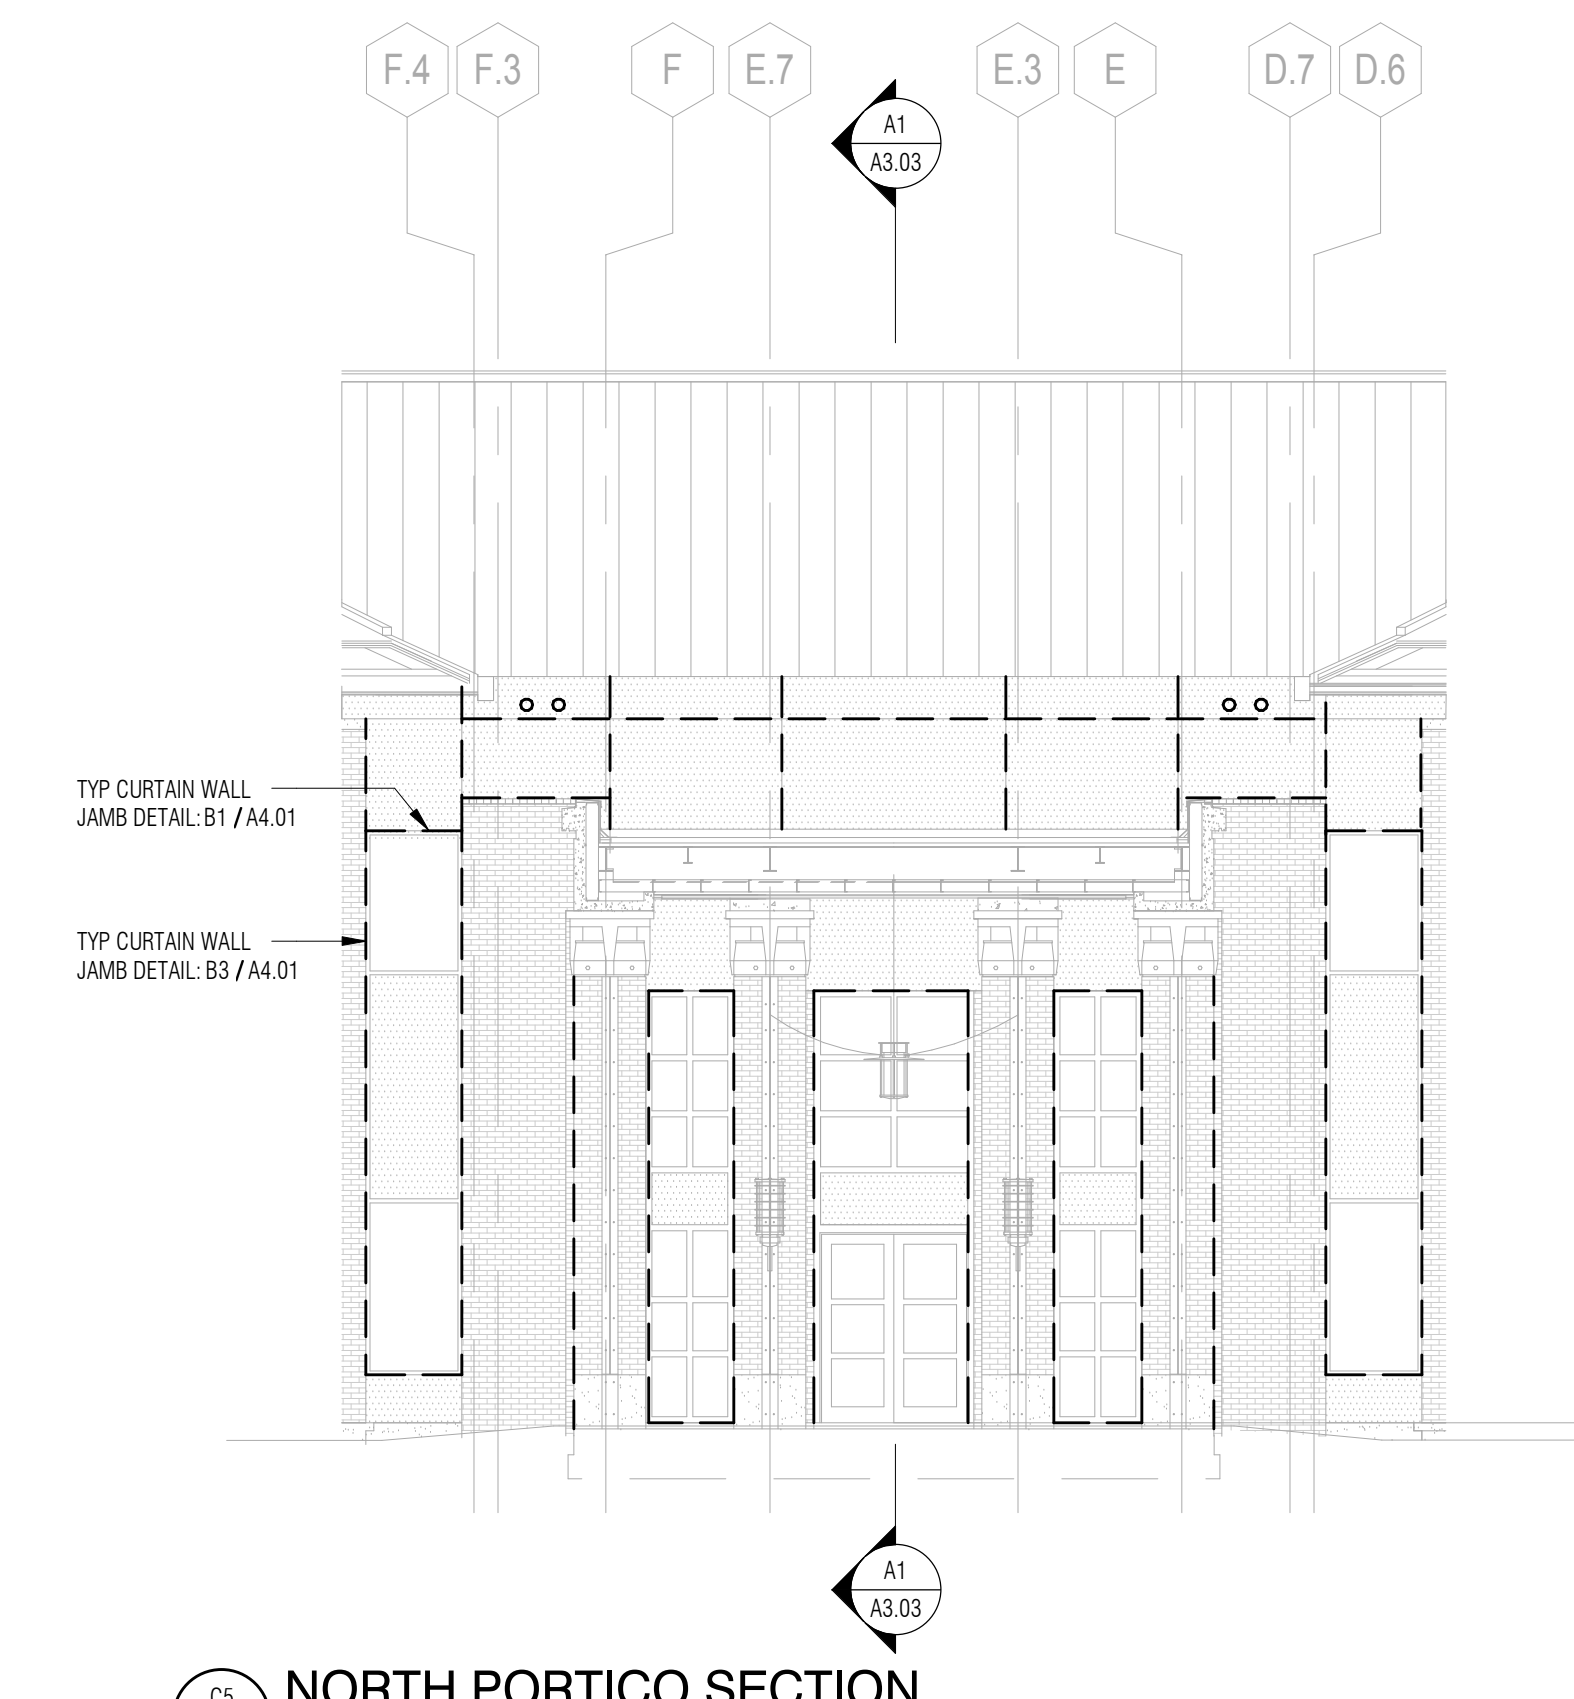 F.4 F.3 F E.7 E.3 E D.7 D.6
A1
A3.03
TYP CURTAIN WALL
JAMB DETAIL: B1 / A4.01
TYP CURTAIN WALL
JAMB DETAIL: B3 / A4.01
A1
A3.03
C5
NORTH PORTICO SECTION